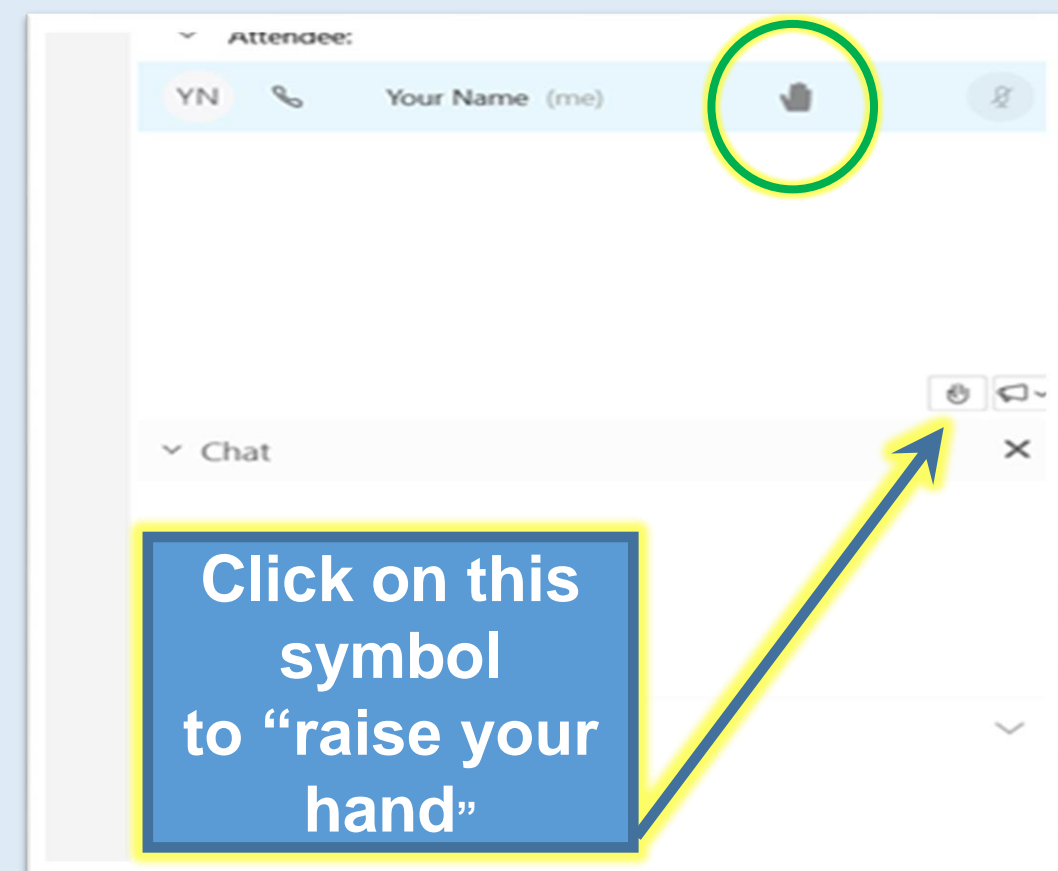 Attendee:
YN Your Name (me)
Chat
Click on this
symbol
to “raise your
hand”